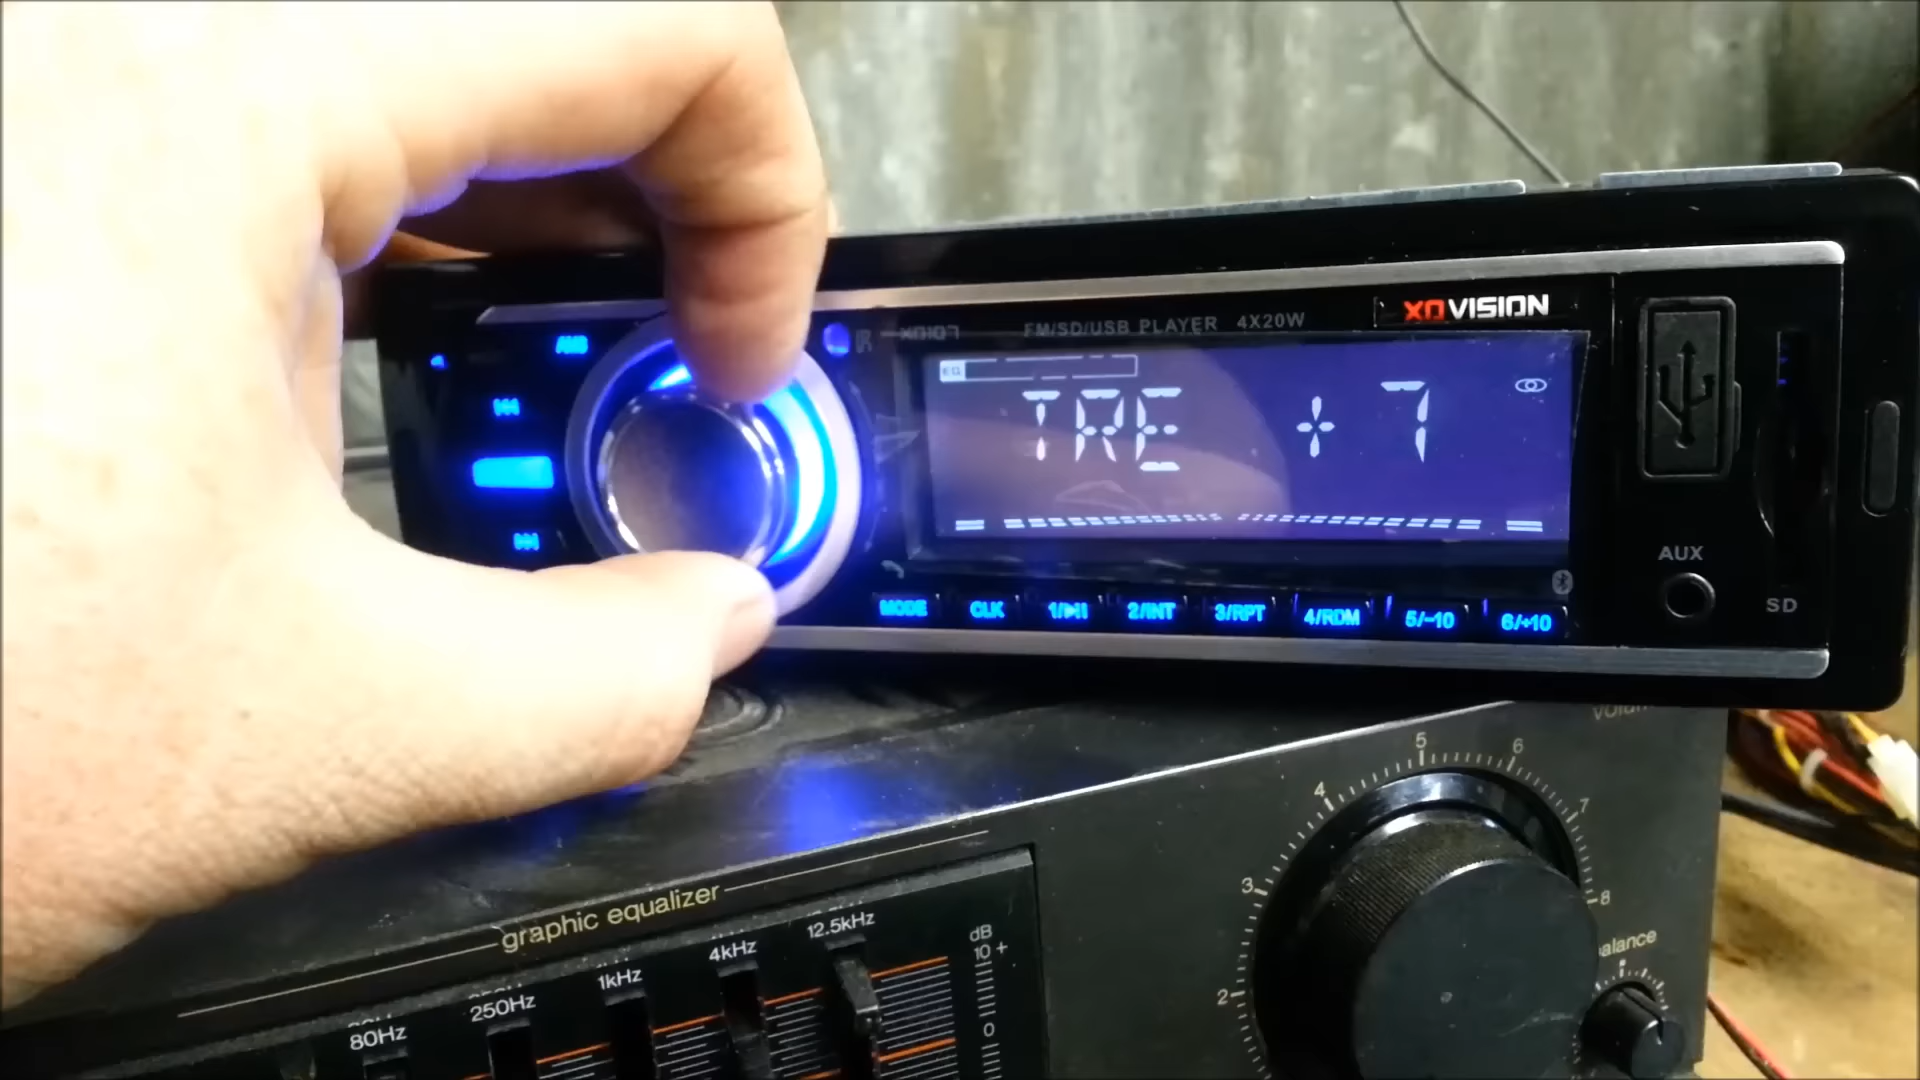 XOVISION
XO107 FM/SD/USB PLAYER 4X20W
AMS
EQ
TRE +7
AUX
SD
MODE CLK 1/⏯ 2/INT 3/RPT 4/RDM 5/-10 6/+10
5 6
4 7
3 8
2
graphic equalizer
80Hz 250Hz 1kHz 4kHz 12.5kHz
dB
10 +
0